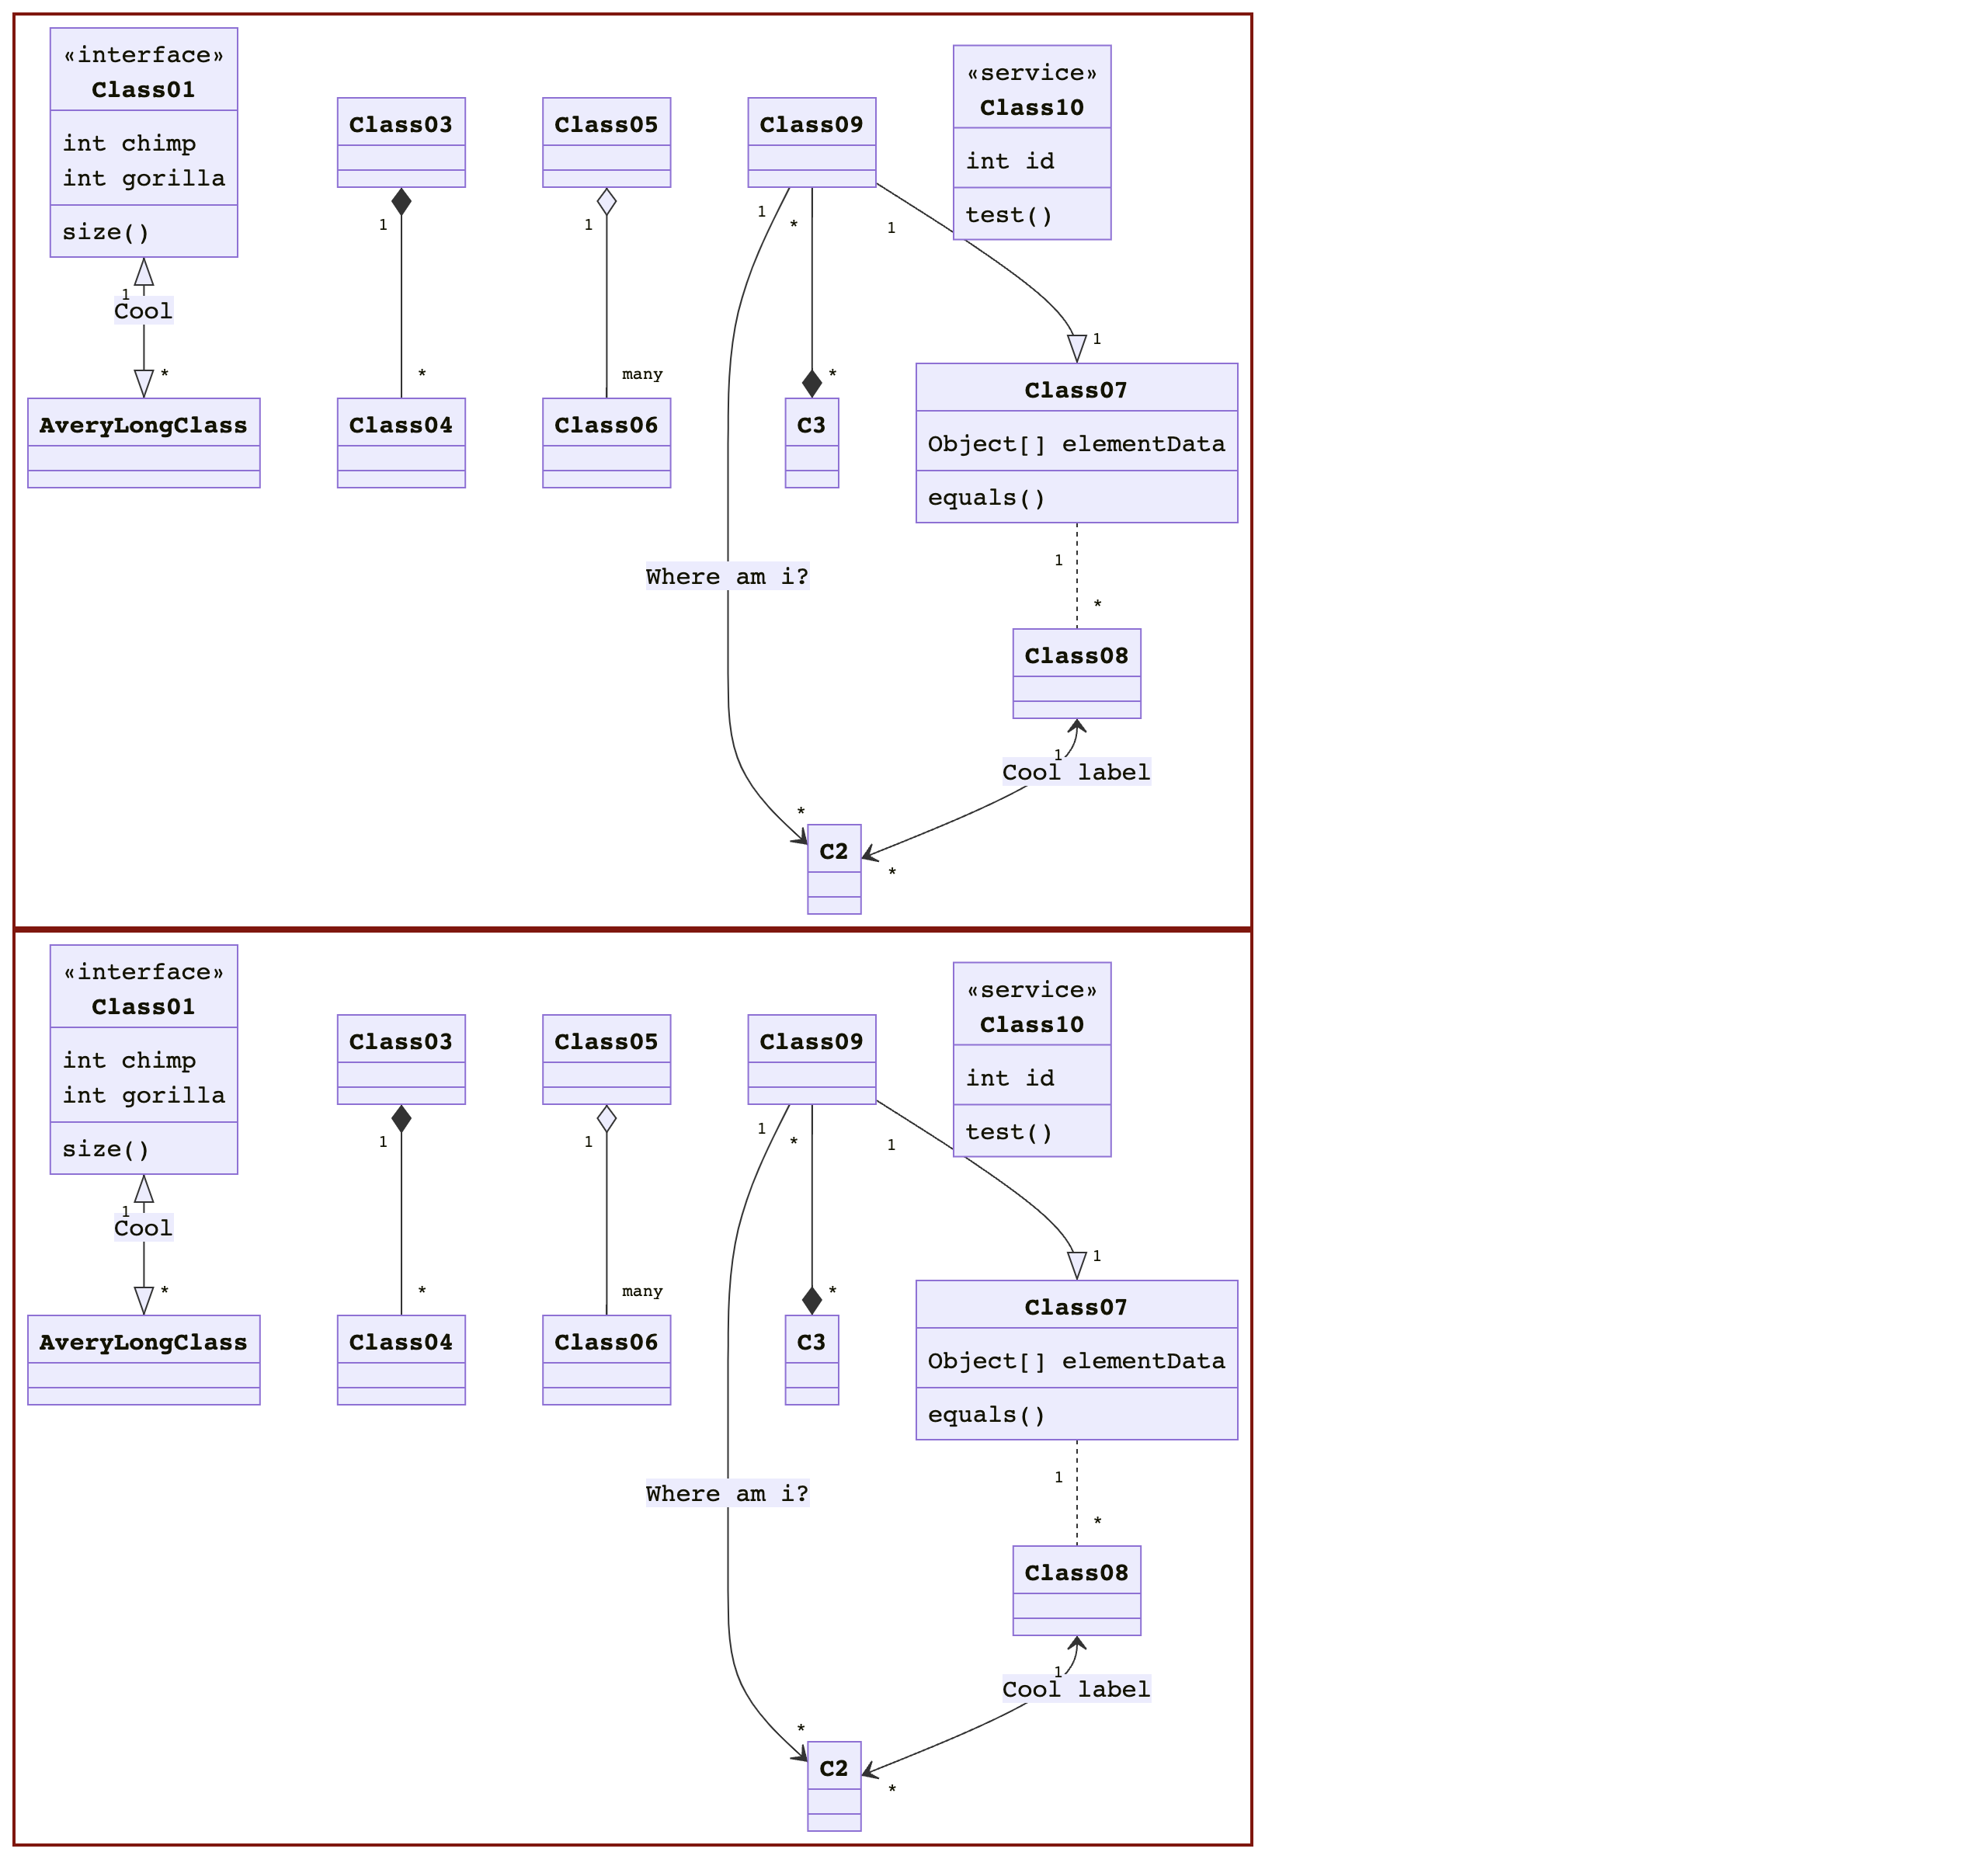 «interface»
Class01
int chimp
int gorilla
size()
Class03
Class05
Class09
«service»
Class10
int id
test()
1
1
1
*
1
1
Cool
*
*
many
*
1
AveryLongClass
Class04
Class06
C3
Class07
Object[] elementData
equals()
1
Where am i?
*
Class08
1
Cool label
*
C2
*
«interface»
Class01
int chimp
int gorilla
size()
Class03
Class05
Class09
«service»
Class10
int id
test()
1
1
1
*
1
1
Cool
*
*
many
*
1
AveryLongClass
Class04
Class06
C3
Class07
Object[] elementData
equals()
1
Where am i?
*
Class08
1
Cool label
*
C2
*